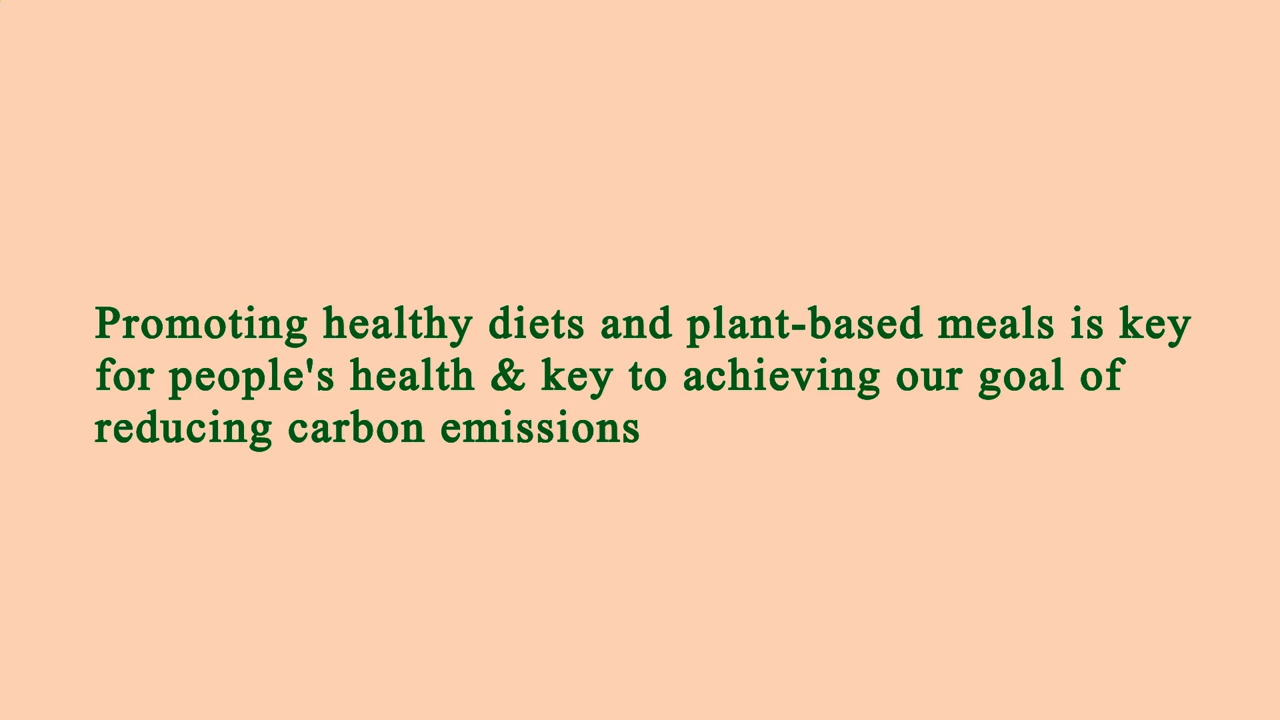 Promoting healthy diets and plant-based meals is key
for people's health & key to achieving our goal of
reducing carbon emissions